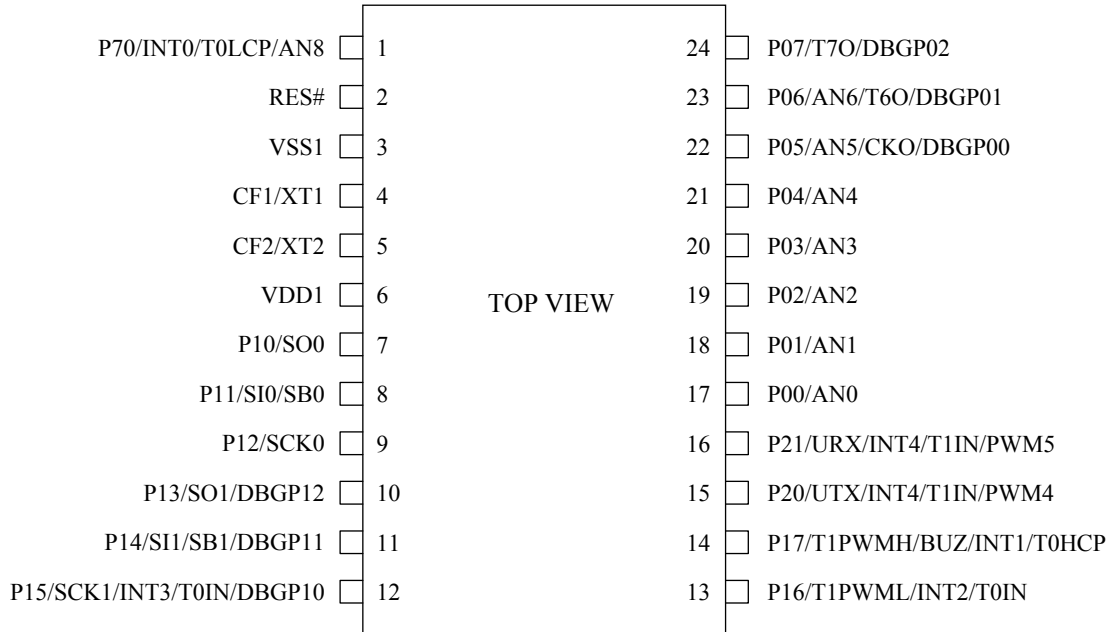 P70/INT0/T0LCP/AN8 1 24 P07/T7O/DBGP02
RES# 2 23 P06/AN6/T6O/DBGP01
VSS1 3 22 P05/AN5/CKO/DBGP00
CF1/XT1 4 21 P04/AN4
CF2/XT2 5 20 P03/AN3
VDD1 6 TOP VIEW 19 P02/AN2
P10/SO0 7 18 P01/AN1
P11/SI0/SB0 8 17 P00/AN0
P12/SCK0 9 16 P21/URX/INT4/T1IN/PWM5
P13/SO1/DBGP12 10 15 P20/UTX/INT4/T1IN/PWM4
P14/SI1/SB1/DBGP11 11 14 P17/T1PWMH/BUZ/INT1/T0HCP
P15/SCK1/INT3/T0IN/DBGP10 12 13 P16/T1PWML/INT2/T0IN